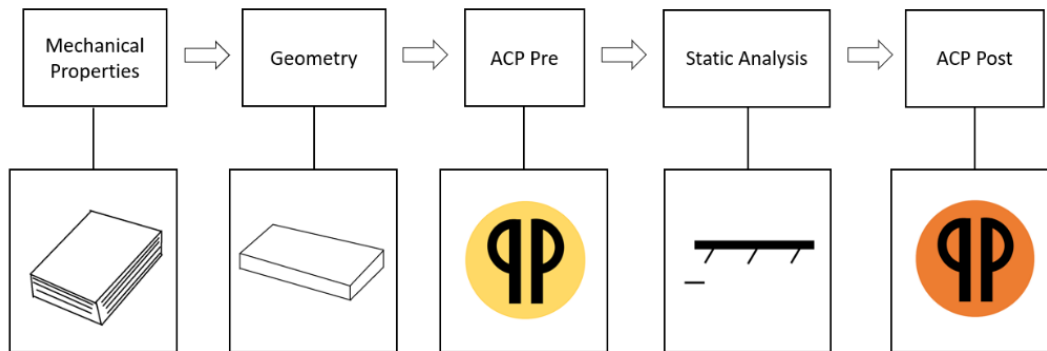 Mechanical
Properties
Geometry
ACP Pre
Static Analysis
ACP Post